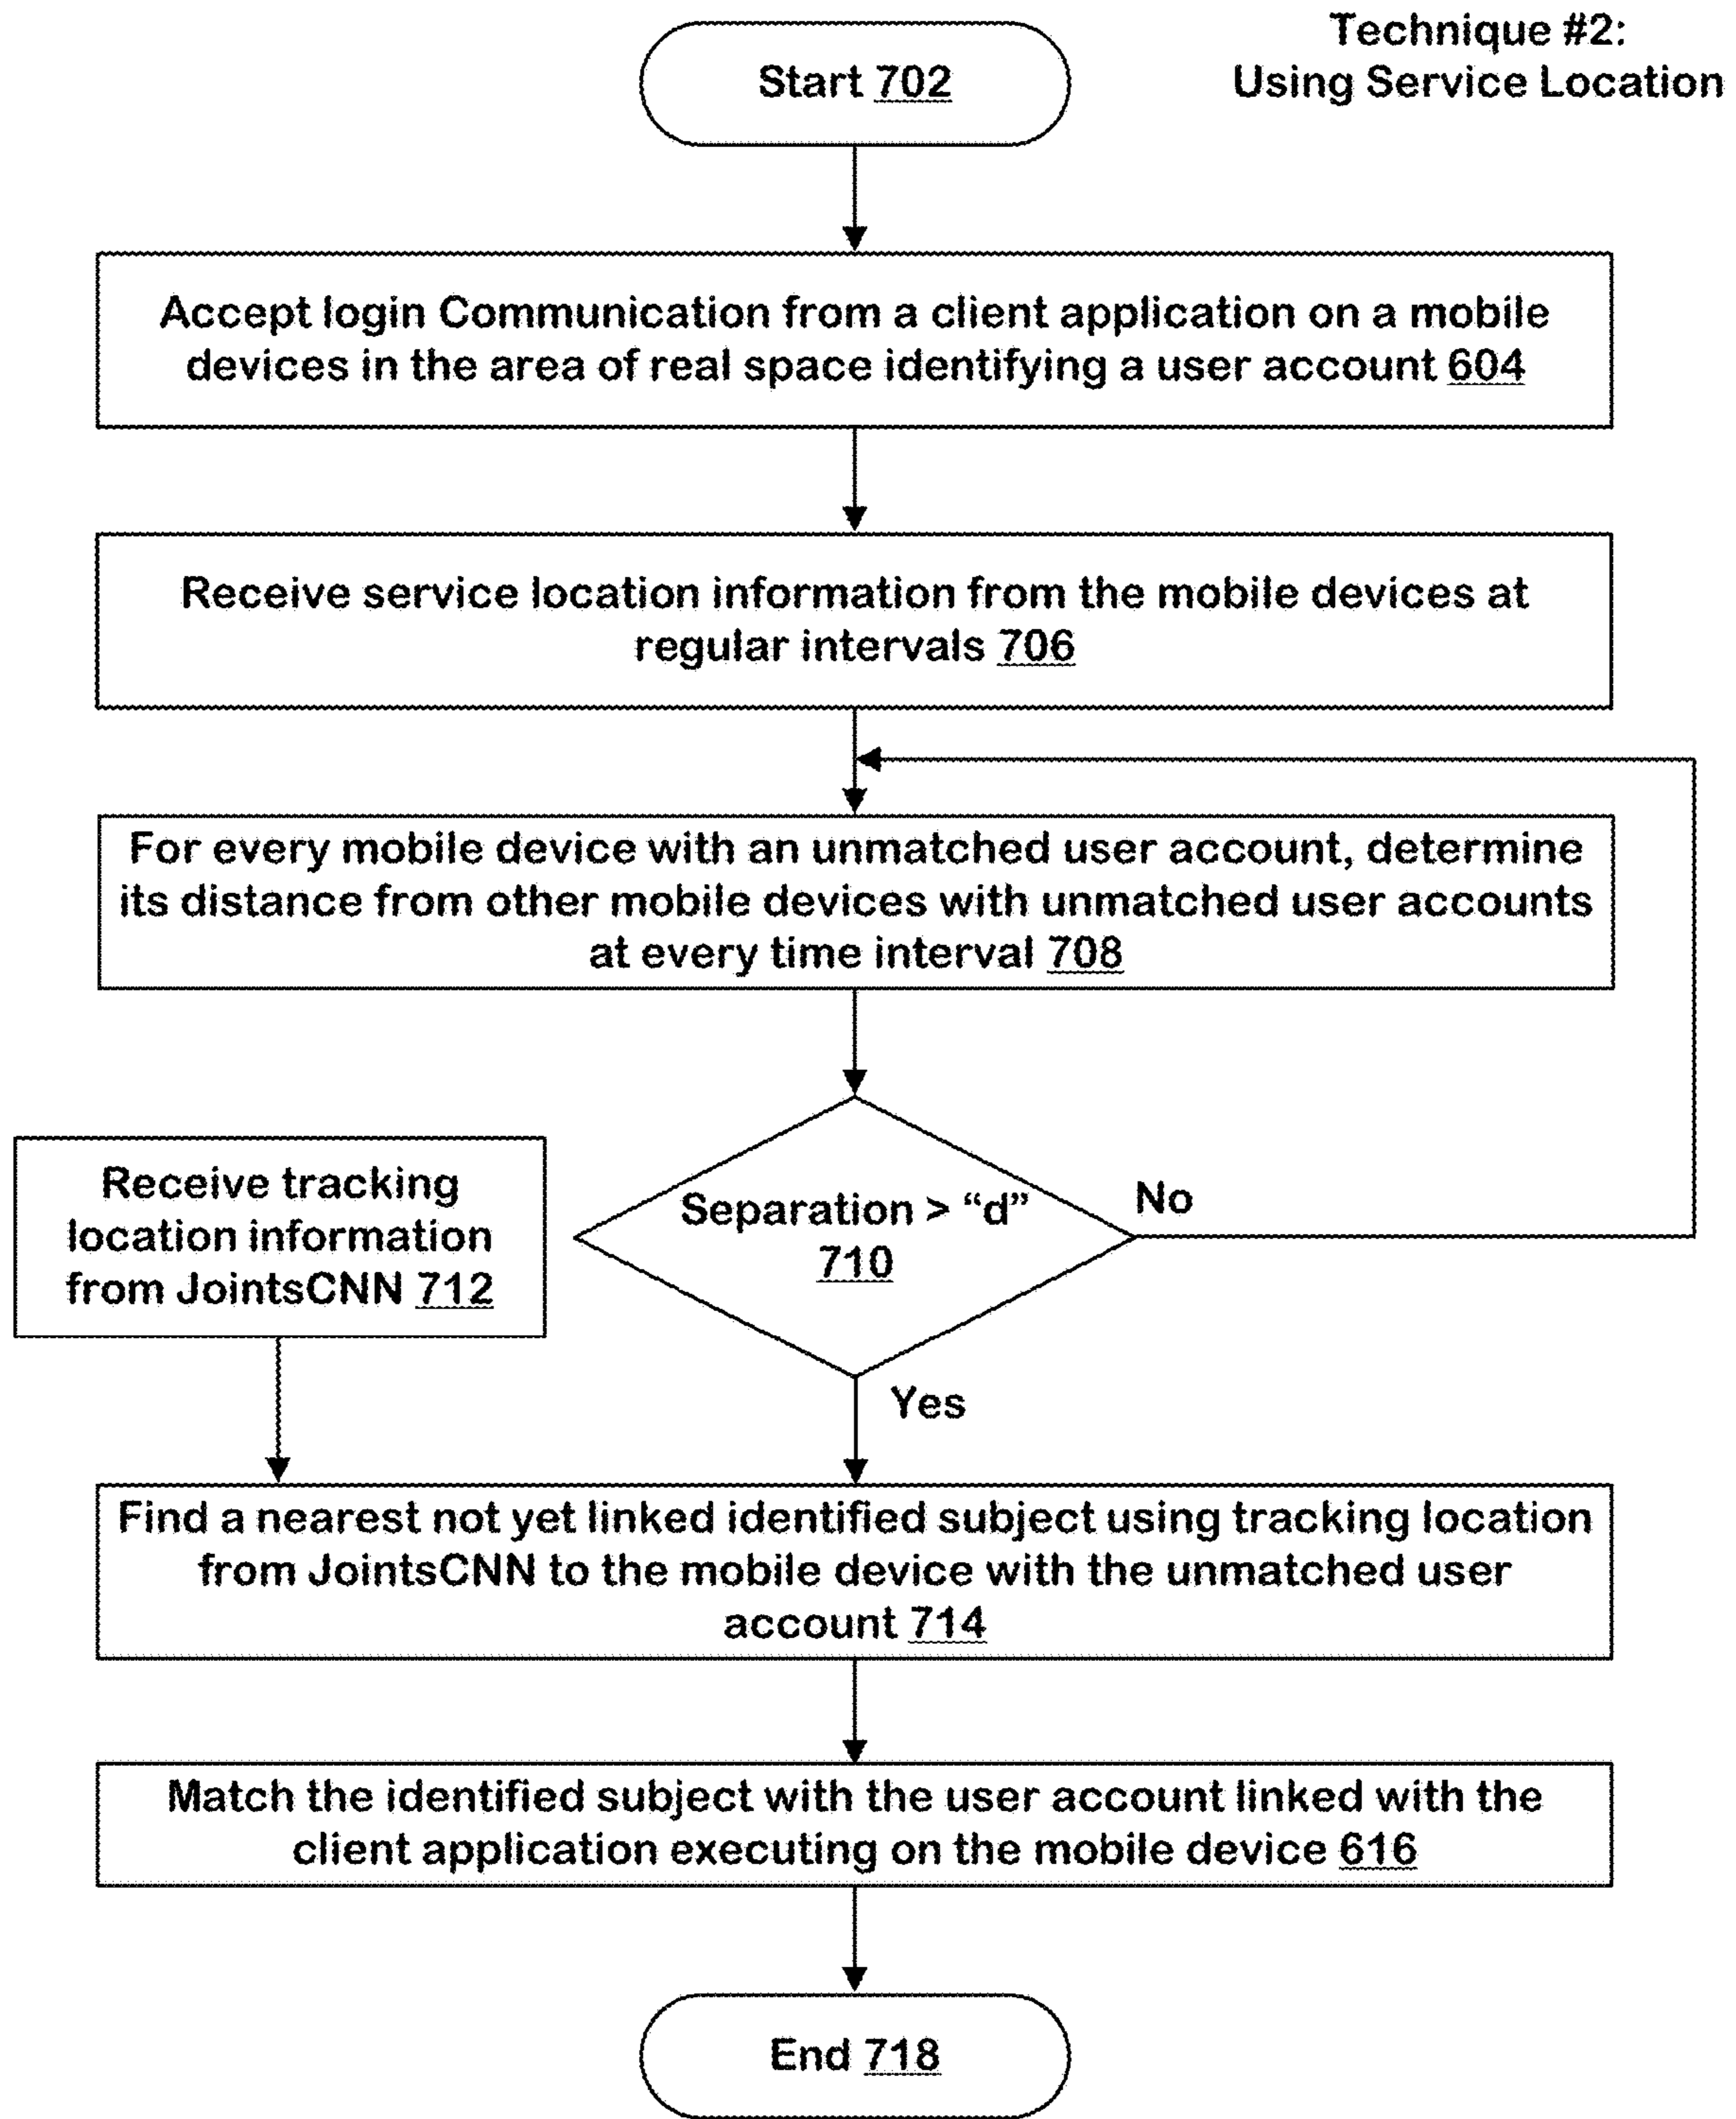 Technique #2:
Using Service Location
Start 702
Accept login Communication from a client application on a mobile
devices in the area of real space identifying a user account 604
Receive service location information from the mobile devices at
regular intervals 706
For every mobile device with an unmatched user account, determine
its distance from other mobile devices with unmatched user accounts
at every time interval 708
Separation > “d”
710
No
Receive tracking
location information
from JointsCNN 712
Yes
Find a nearest not yet linked identified subject using tracking location
from JointsCNN to the mobile device with the unmatched user
account 714
Match the identified subject with the user account linked with the
client application executing on the mobile device 616
End 718